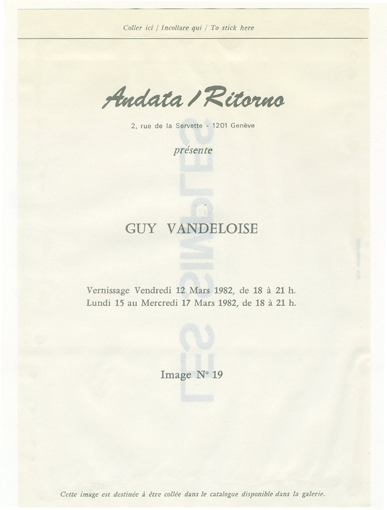 Coller ici / Incollare qui / To stick here
Andata / Ritorno
2, rue de la Servette - 1201 Genève
présente
GUY VANDELOISE
Vernissage Vendredi 12 Mars 1982, de 18 à 21 h.
Lundi 15 au Mercredi 17 Mars 1982, de 18 à 21 h.
Image N° 19
Cette image est destinée à être collée dans le catalogue disponible dans la galerie.
LES SIMPLES